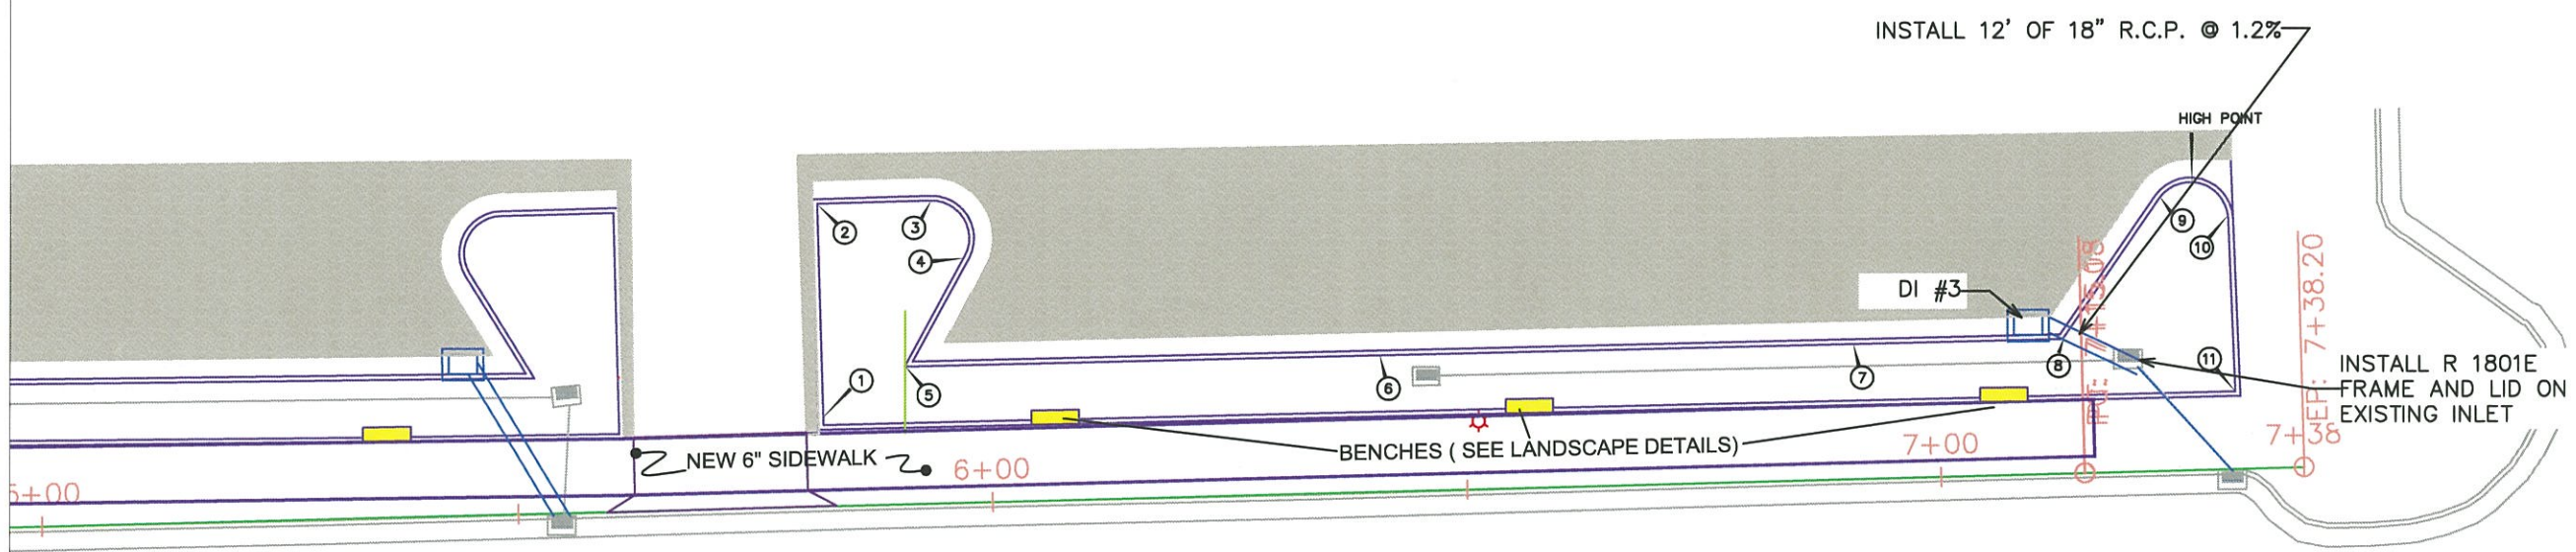 INSTALL 12' OF 18" R.C.P. @ 1.2%
HIGH POINT
2
3
4
9
10
DI #3
7+38.20
EP:
1
5
6
7
8
11
INSTALL R 1801E
FRAME AND LID ON
EXISTING INLET
BENCHES ( SEE LANDSCAPE DETAILS)
NEW 6" SIDEWALK
5+00
6+00
7+00
7+38